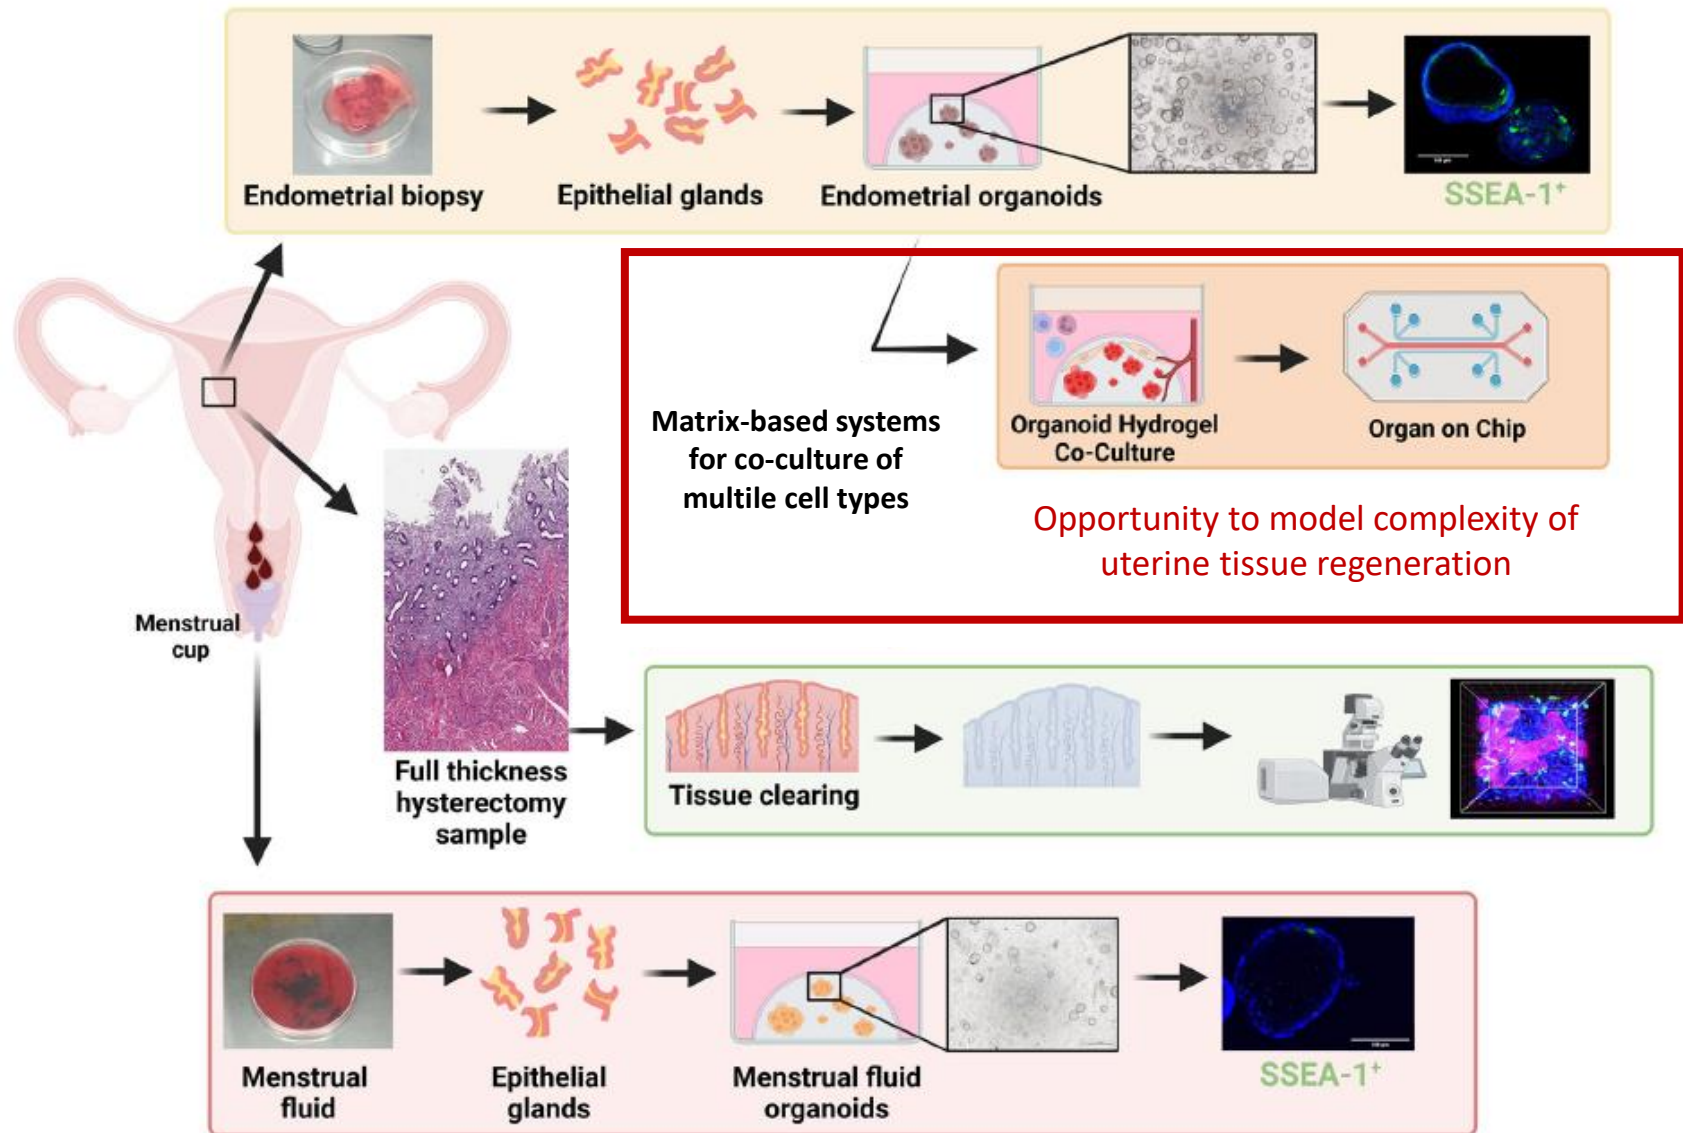 Endometrial biopsy
Epithelial glands
Endometrial organoids
SSEA-1⁺
Matrix-based systems
for co-culture of
multile cell types
Organoid Hydrogel
Co-Culture
Organ on Chip
Opportunity to model complexity of
uterine tissue regeneration
Menstrual
cup
Full thickness
hysterectomy
sample
Tissue clearing
Menstrual
fluid
Epithelial
glands
Menstrual fluid
organoids
SSEA-1⁺